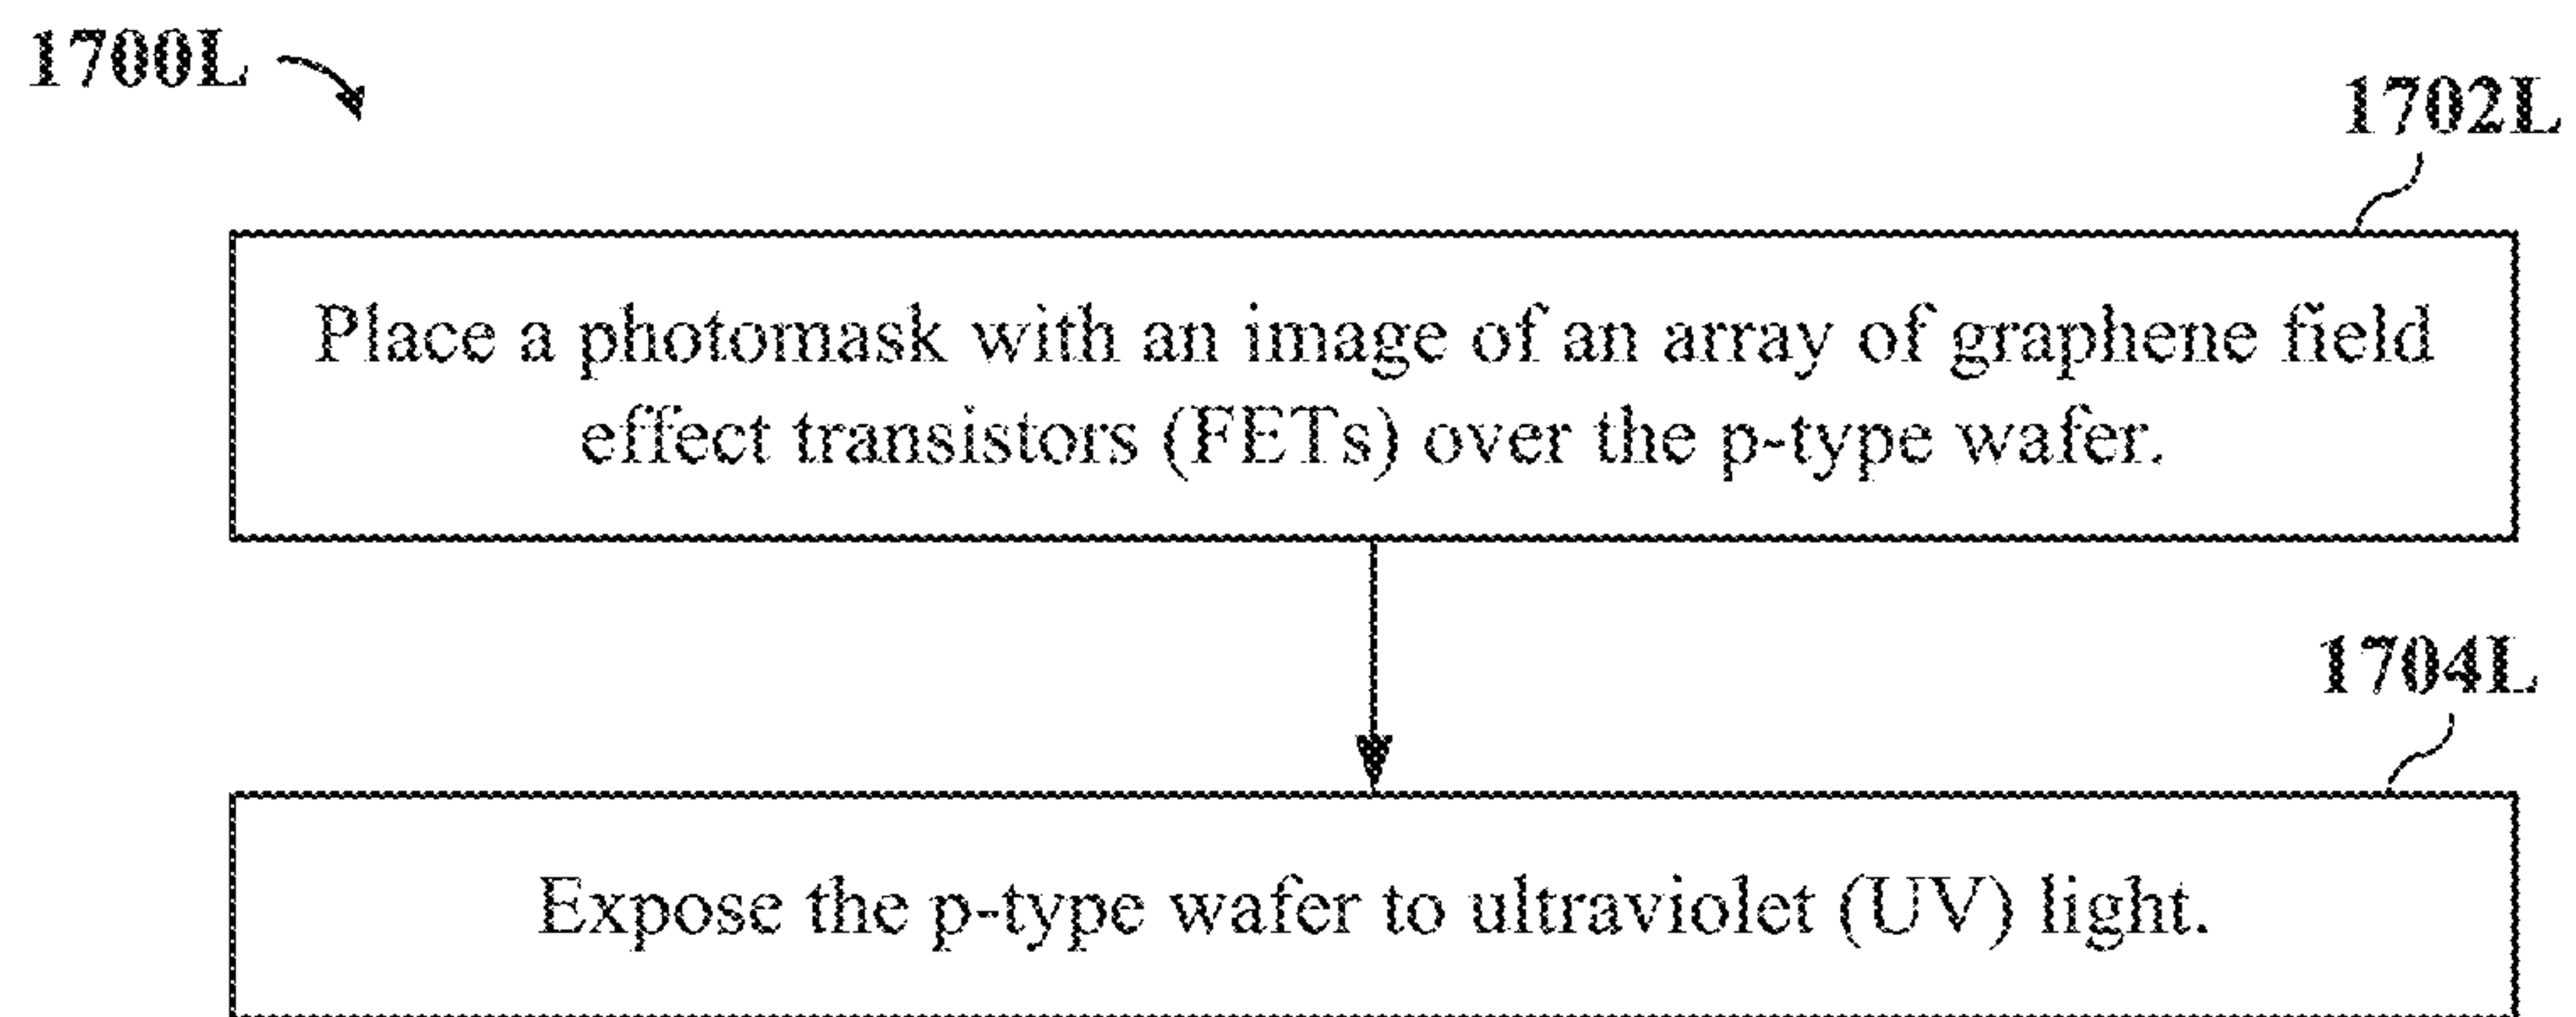 1700L
1702L
Place a photomask with an image of an array of graphene field
effect transistors (FETs) over the p-type wafer.
1704L
Expose the p-type wafer to ultraviolet (UV) light.